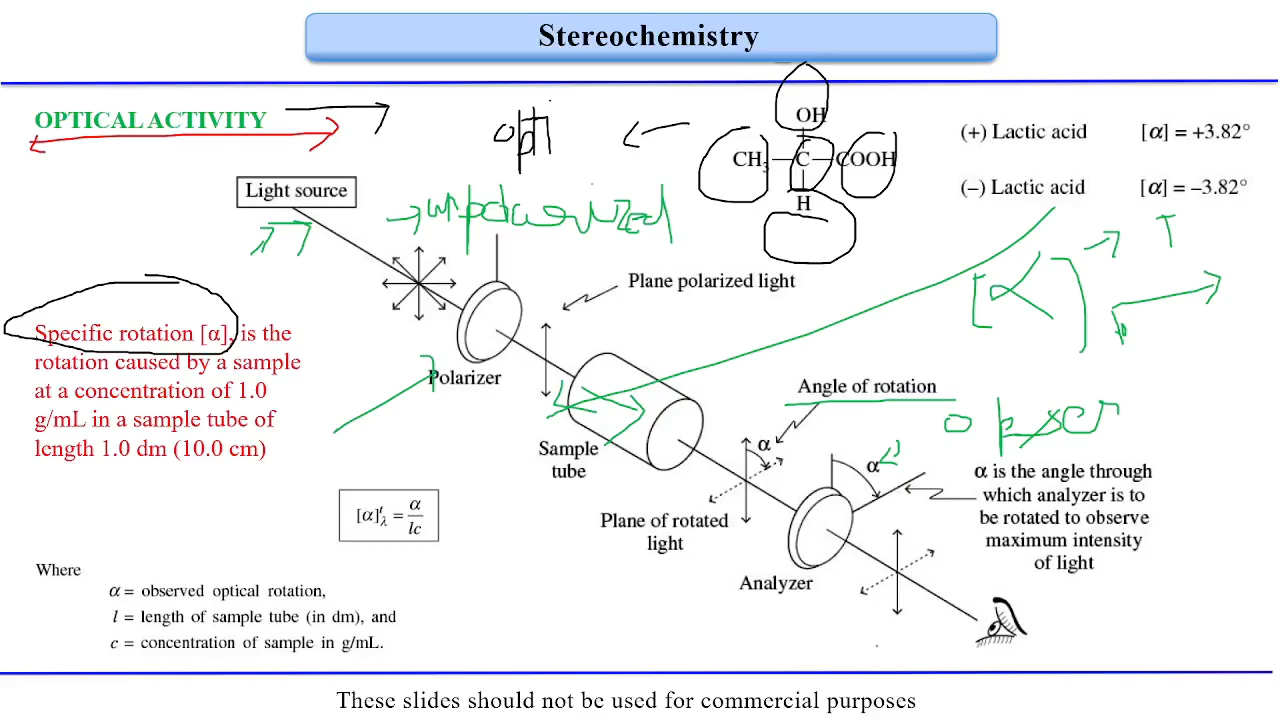 Stereochemistry
OPTICAL ACTIVITY
opti
OH
CH3 C COOH
H
(+) Lactic acid [α] = +3.82°
(–) Lactic acid [α] = –3.82°
Light source
unpolarized
Plane polarized light
[α]
Specific rotation [α], is the
rotation caused by a sample
at a concentration of 1.0
g/mL in a sample tube of
length 1.0 dm (10.0 cm)
Polarizer
Angle of rotation
Sample
tube
α
α
α is the angle through
which analyzer is to
be rotated to observe
maximum intensity
of light
Plane of rotated
light
[α]tλ = α / lc
Analyzer
Where
α = observed optical rotation,
l = length of sample tube (in dm), and
c = concentration of sample in g/mL.
These slides should not be used for commercial purposes